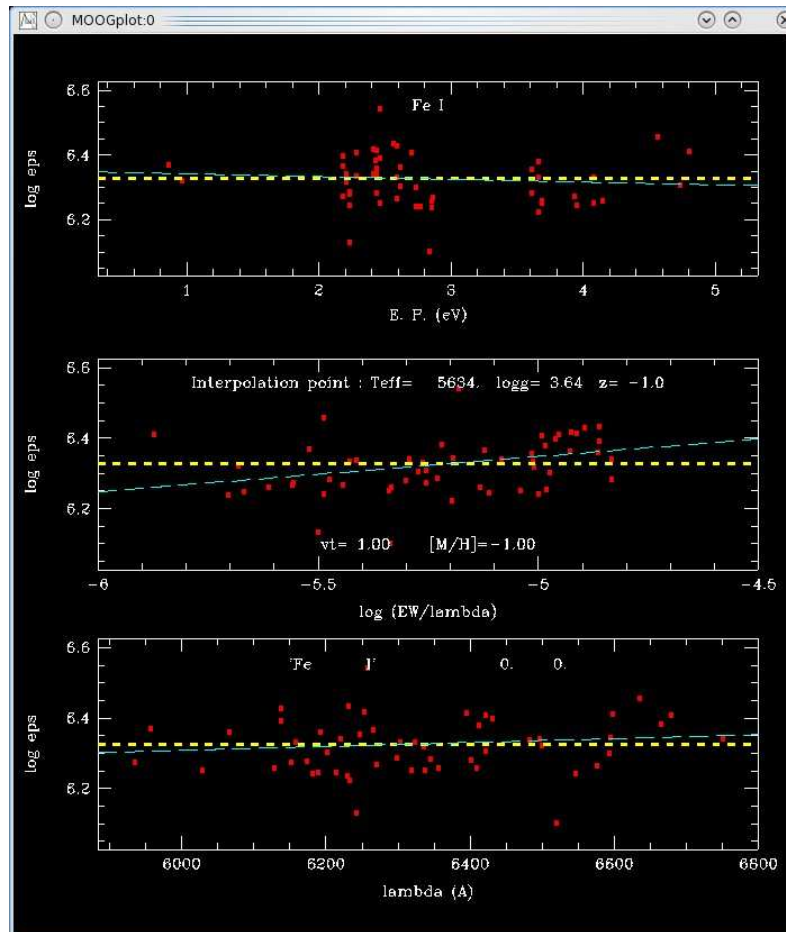 MOOGplot:0
6.6
6.4
6.2
log eps
Fe I
1 2 3 4 5
E. P. (eV)
6.6
6.4
6.2
log eps
Interpolation point : Teff= 5634. logg= 3.64 z= -1.0
vt= 1.00 [M/H]=-1.00
-6 -5.5 -5 -4.5
log (EW/lambda)
6.6
6.4
6.2
log eps
'Fe I' 0. 0.
6000 6200 6400 6600 6800
lambda (A)